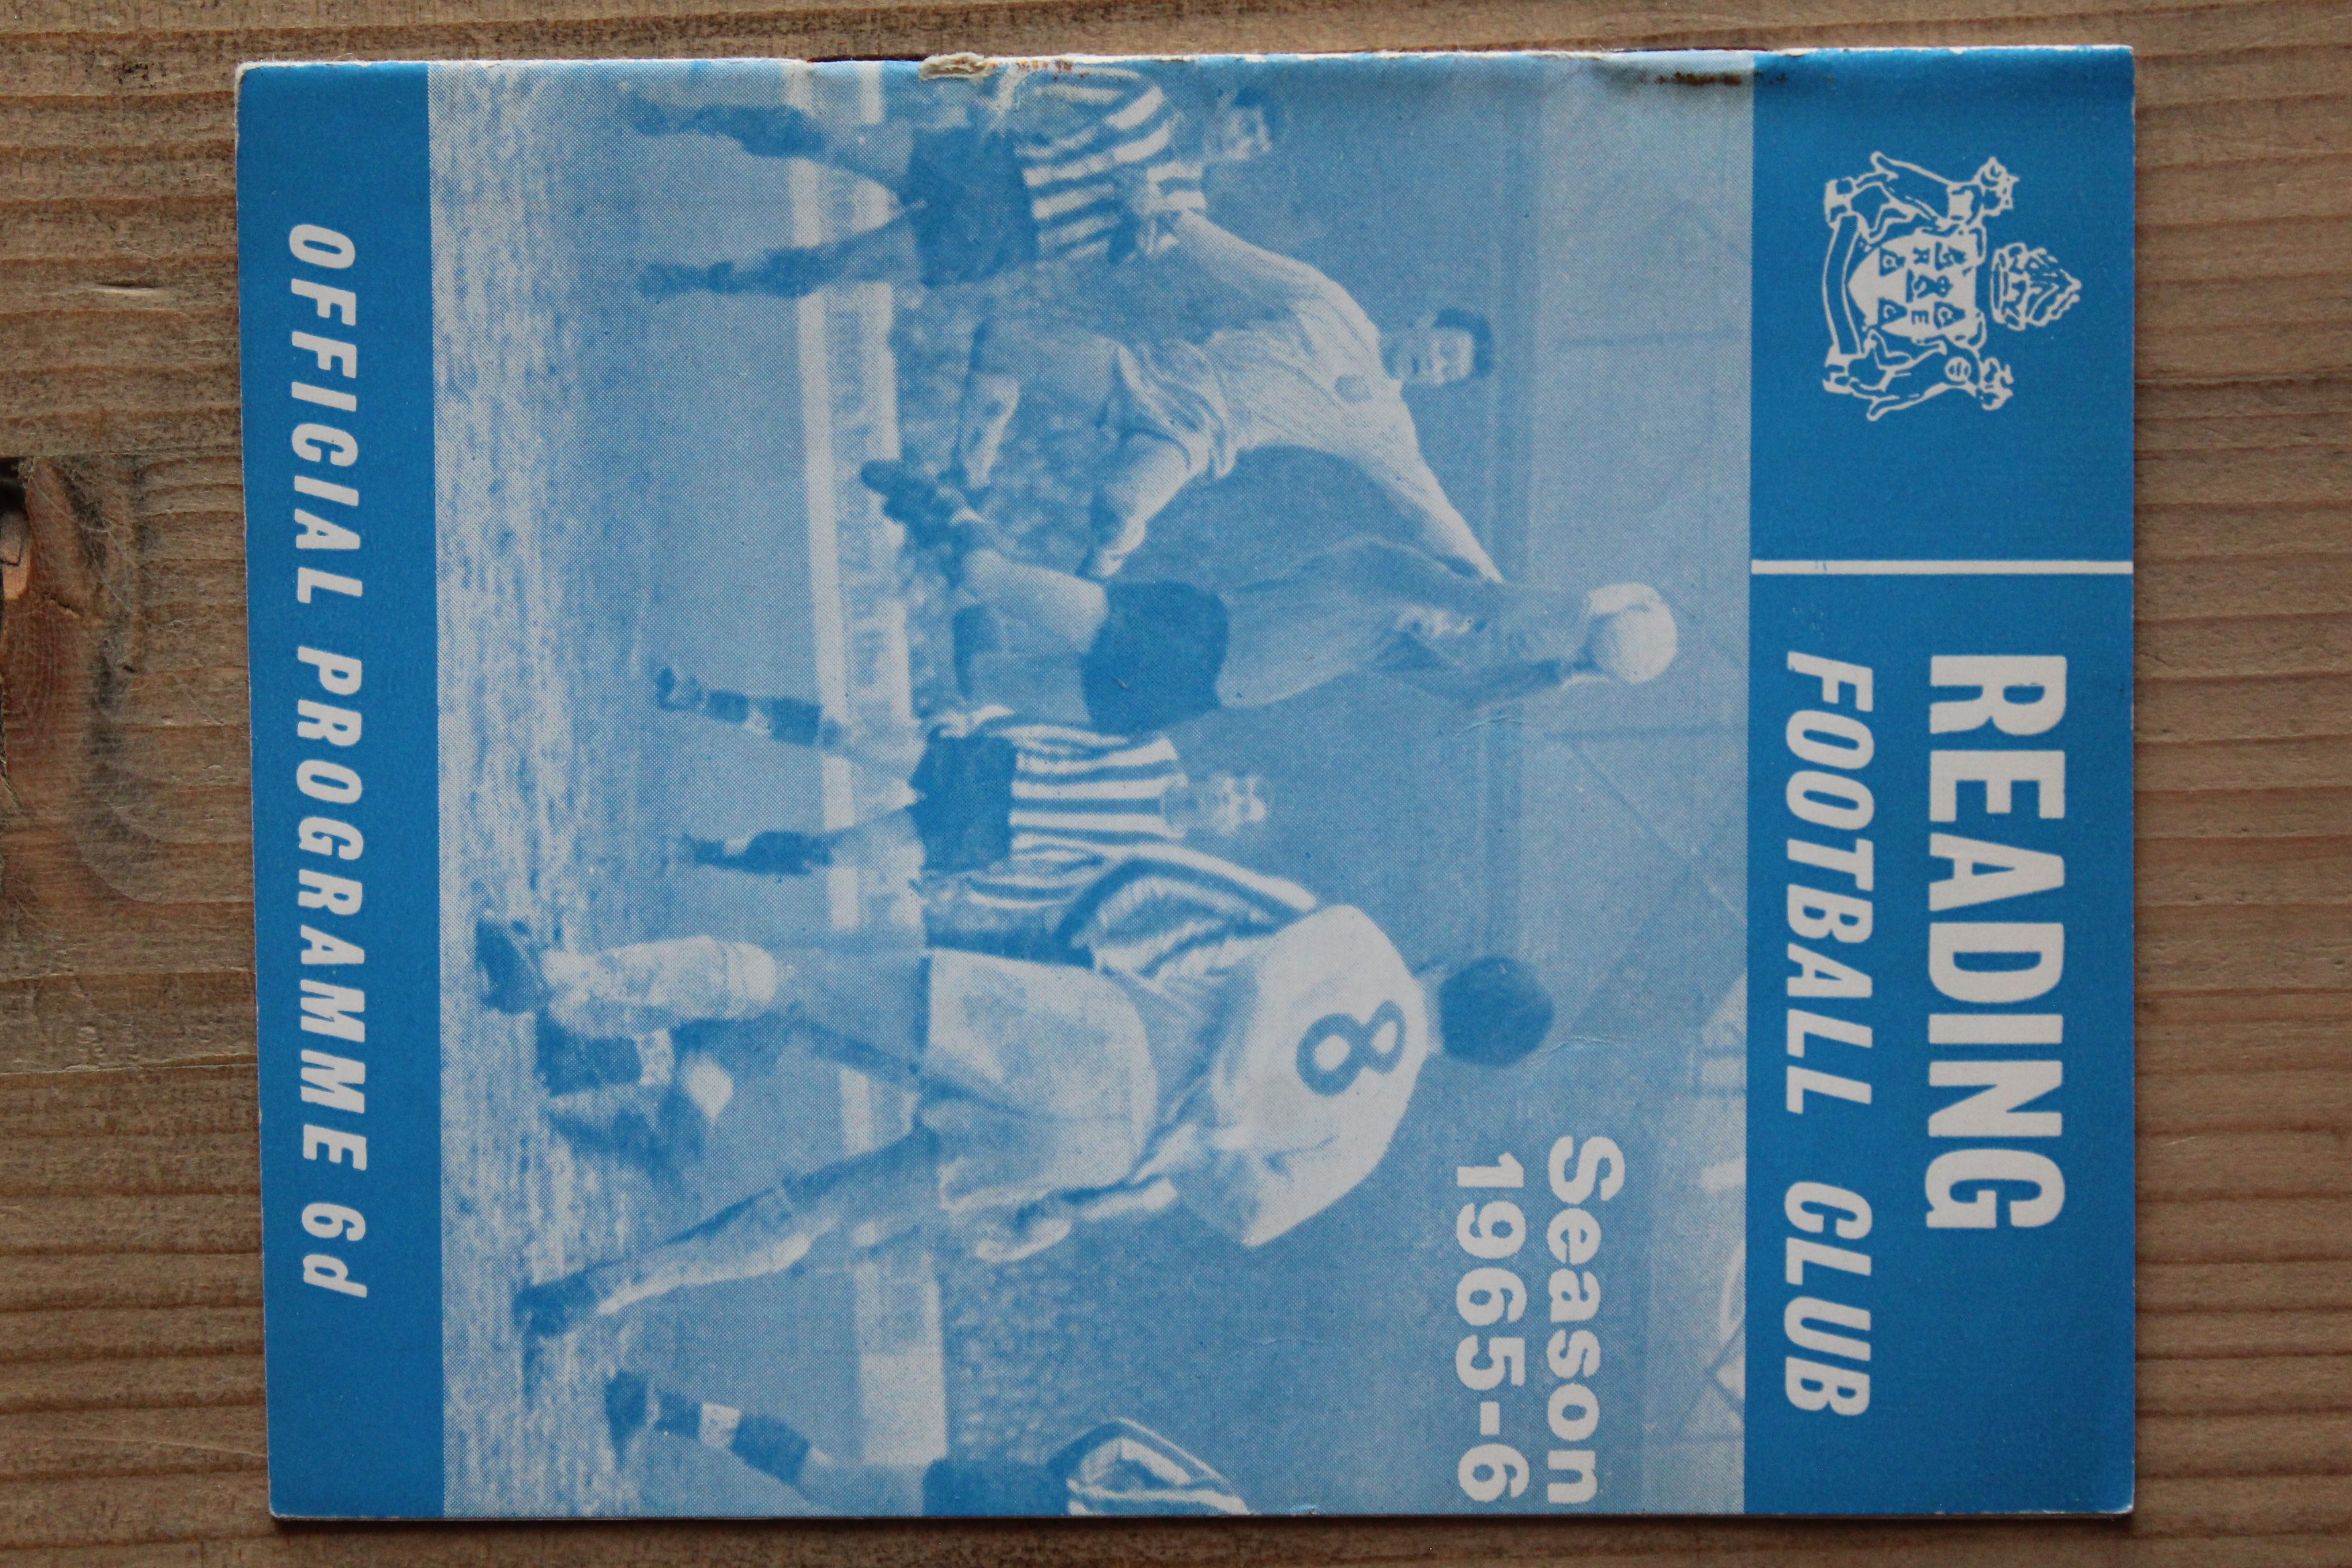 READING
FOOTBALL CLUB
Season
1965-6
8
OFFICIAL PROGRAMME 6d